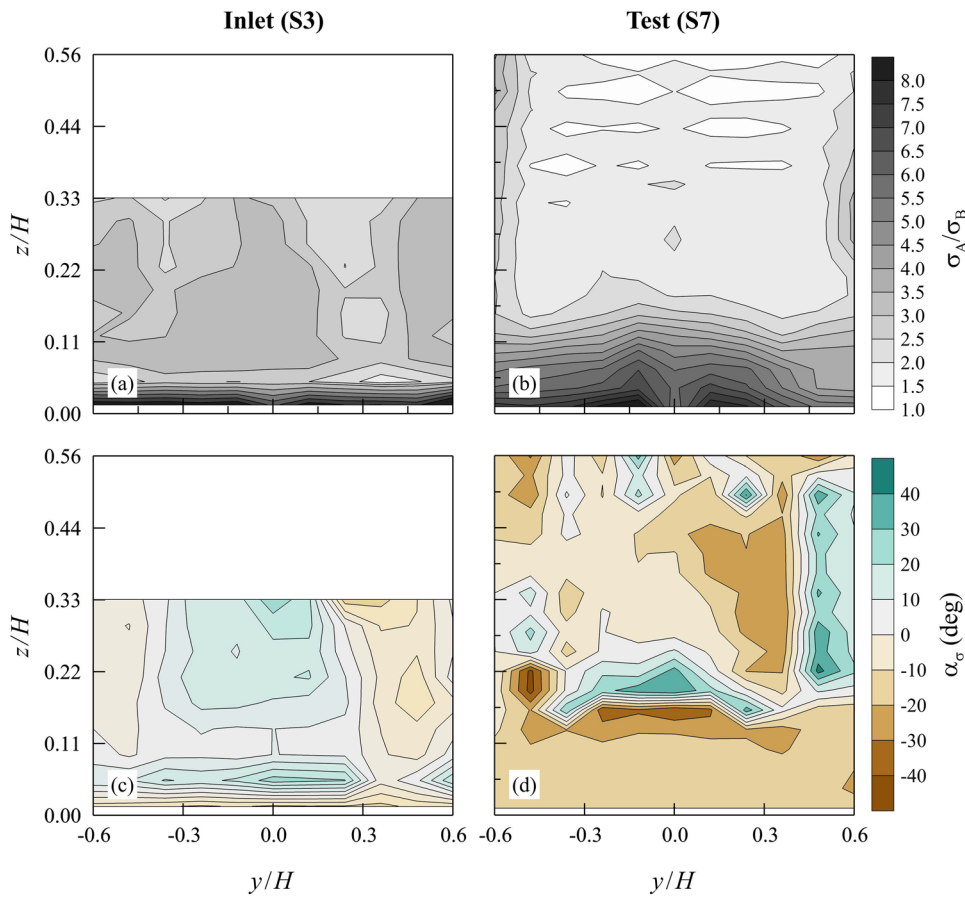 Inlet (S3) Test (S7)
0.56
0.44
0.33
0.22
0.11
0.00
z/H
(a)
(b)
8.0
7.5
7.0
6.5
6.0
5.5
5.0
4.5
4.0
3.5
3.0
2.5
2.0
1.5
1.0
σA/σB
0.56
0.44
0.33
0.22
0.11
0.00
z/H
(c)
-0.6 -0.3 0.0 0.3 0.6
y/H
(d)
-0.6 -0.3 0.0 0.3 0.6
y/H
40
30
20
10
0
-10
-20
-30
-40
ασ (deg)